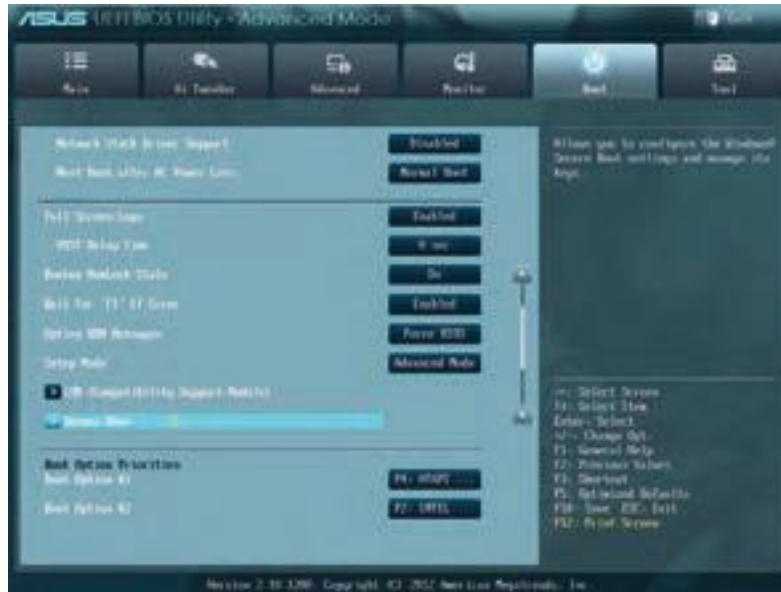 ASUS UEFI BIOS Utility - Advanced Mode
Exit
Main
Ai Tweaker
Advanced
Monitor
Boot
Tool
Network Stack Driver Support
Disabled
Next Boot after AC Power Loss
Normal Boot
Full Screen Logo
Enabled
POST Delay Time
0 sec
Bootup NumLock State
On
Wait For 'F1' If Error
Enabled
Option ROM Messages
Force BIOS
Setup Mode
Advanced Mode
CSM (Compatibility Support Module)
Secure Boot
Boot Option Priorities
Boot Option #1
Boot Option #2
Allows you to configure the Windows
Secure Boot settings and manage its
keys.
Select Screen
Select Item
Enter: Select
+/-: Change Opt.
F1: General Help
F2: Previous Values
F3: Shortcut
F5: Optimized Defaults
F10: Save ESC: Exit
F12: Print Screen
Version 2.10.1208. Copyright (C) 2012 American Megatrends, Inc.